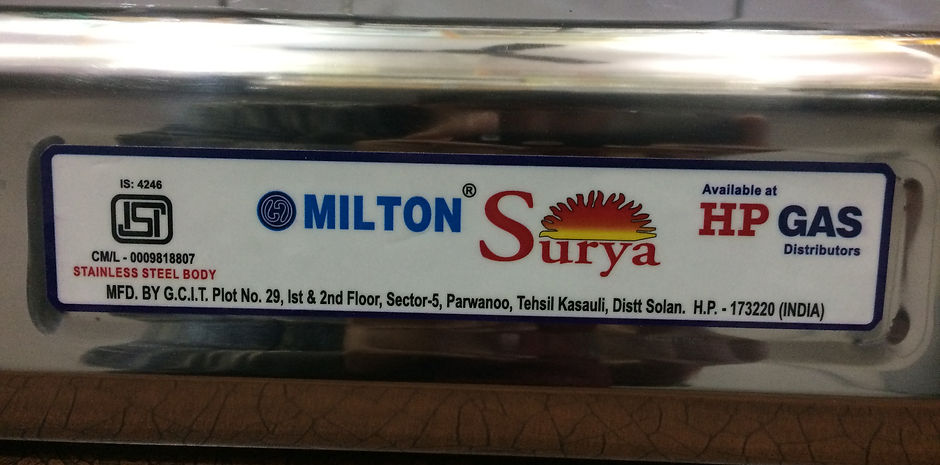 IS: 4246
ISI
CM/L - 0009818807
STAINLESS STEEL BODY
MILTON®
Surya
Available at
HP GAS
Distributors
MFD. BY G.C.I.T. Plot No. 29, Ist & 2nd Floor, Sector-5, Parwanoo, Tehsil Kasauli, Distt Solan. H.P. - 173220 (INDIA)